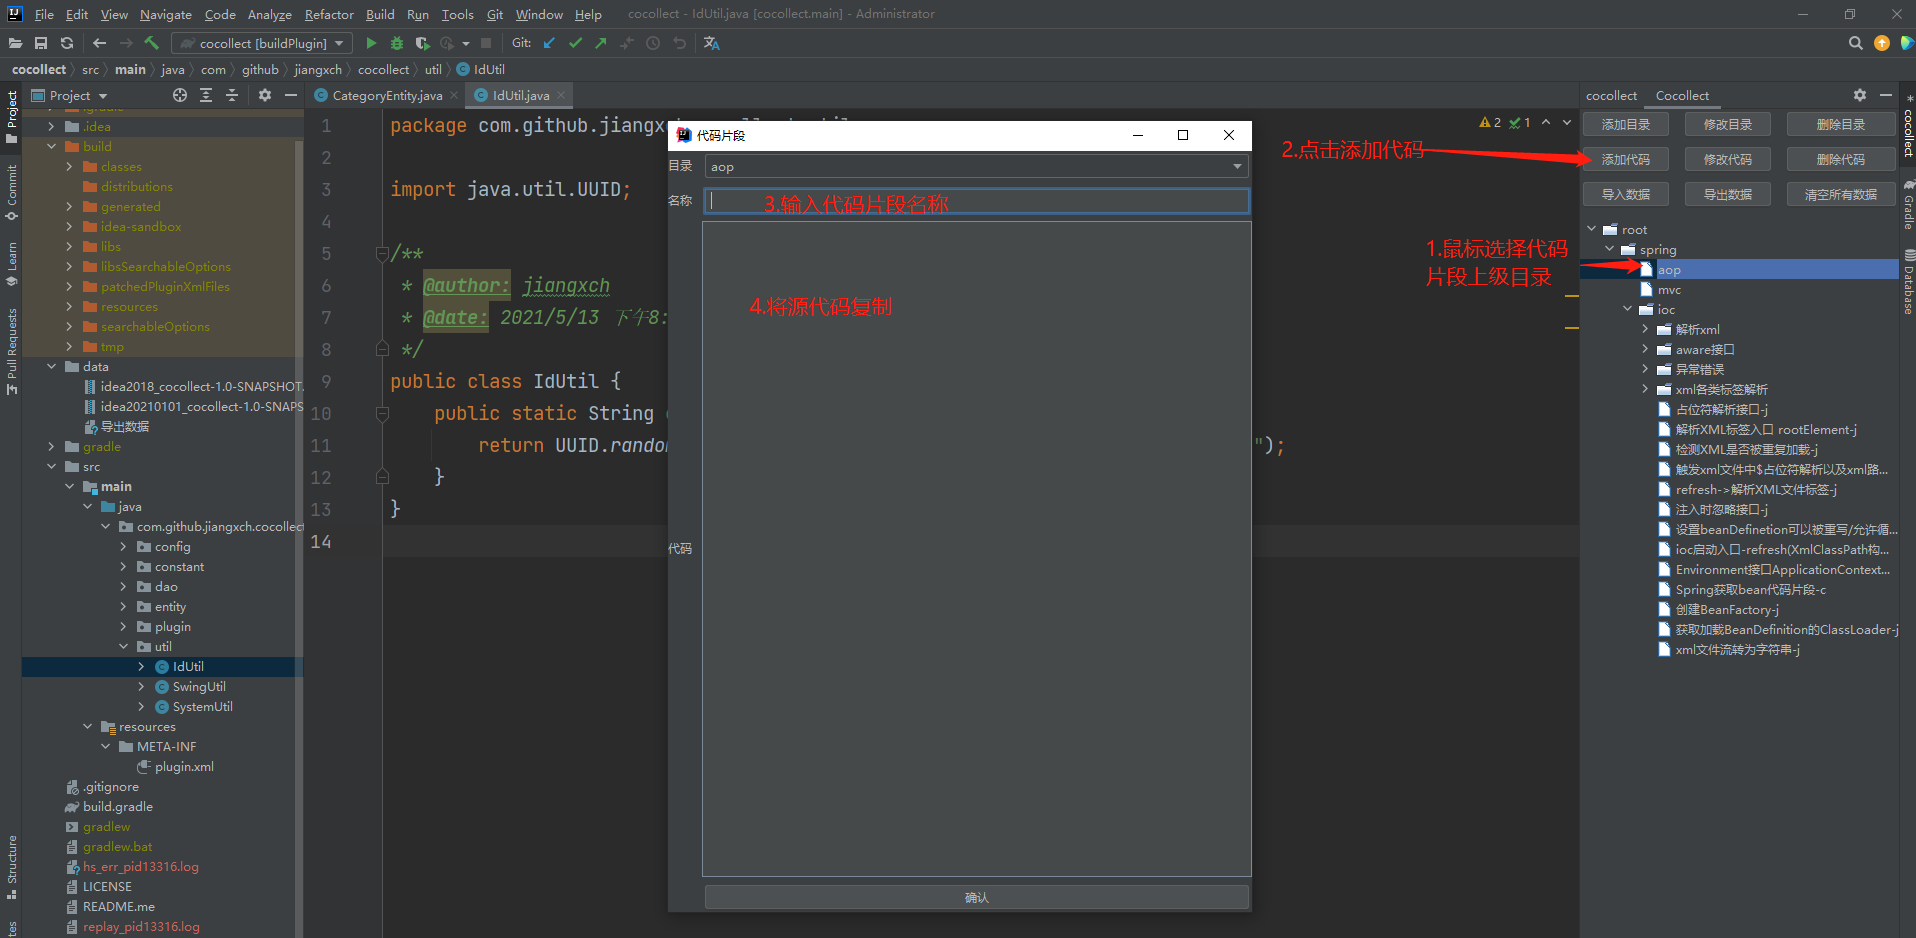 File Edit View Navigate Code Analyze Refactor Build Run Tools Git Window Help cocollect - IdUtil.java [cocollect.main] - Administrator
cocollect [buildPlugin] Git:
cocollect src main java com github jiangxch cocollect util IdUtil
Project
Commit
Learn
Pull Requests
Structure
Project
.idea
build
classes
distributions
generated
idea-sandbox
libs
libsSearchableOptions
patchedPluginXmlFiles
resources
searchableOptions
tmp
data
idea2018_cocollect-1.0-SNAPSHOT.
idea20210101_cocollect-1.0-SNAPS
导出数据
gradle
src
main
java
com.github.jiangxch.cocollect
config
constant
dao
entity
plugin
util
IdUtil
SwingUtil
SystemUtil
resources
META-INF
plugin.xml
.gitignore
build.gradle
gradlew
gradlew.bat
hs_err_pid13316.log
LICENSE
README.me
replay_pid13316.log
CategoryEntity.java IdUtil.java
1 package com.github.jiangx
2
3 import java.util.UUID;
4
5 /**
6 * @author: jiangxch
7 * @date: 2021/5/13 下午8:
8 */
9 public class IdUtil {
10 public static String
11 return UUID.rando ");
12 }
13 }
14
2 1
代码片段
目录 aop
名称
3.输入代码片段名称
4.将源代码复制
代码
确认
2.点击添加代码
1.鼠标选择代码
片段上级目录
cocollect Cocollect
添加目录 修改目录 删除目录
添加代码 修改代码 删除代码
导入数据 导出数据 清空所有数据
root
spring
aop
mvc
ioc
解析xml
aware接口
异常错误
xml各类标签解析
占位符解析接口-j
解析XML标签入口 rootElement-j
检测XML是否被重复加载-j
触发xml文件中$占位符解析以及xml路...
refresh->解析XML文件标签-j
注入时忽略接口-j
设置beanDefinetion可以被重写/允许循...
ioc启动入口-refresh(XmlClassPath构...
Environment接口ApplicationContext...
Spring获取bean代码片段-c
创建BeanFactory-j
获取加载BeanDefinition的ClassLoader-j
xml文件流转为字符串-j
cocollect
Gradle
Database